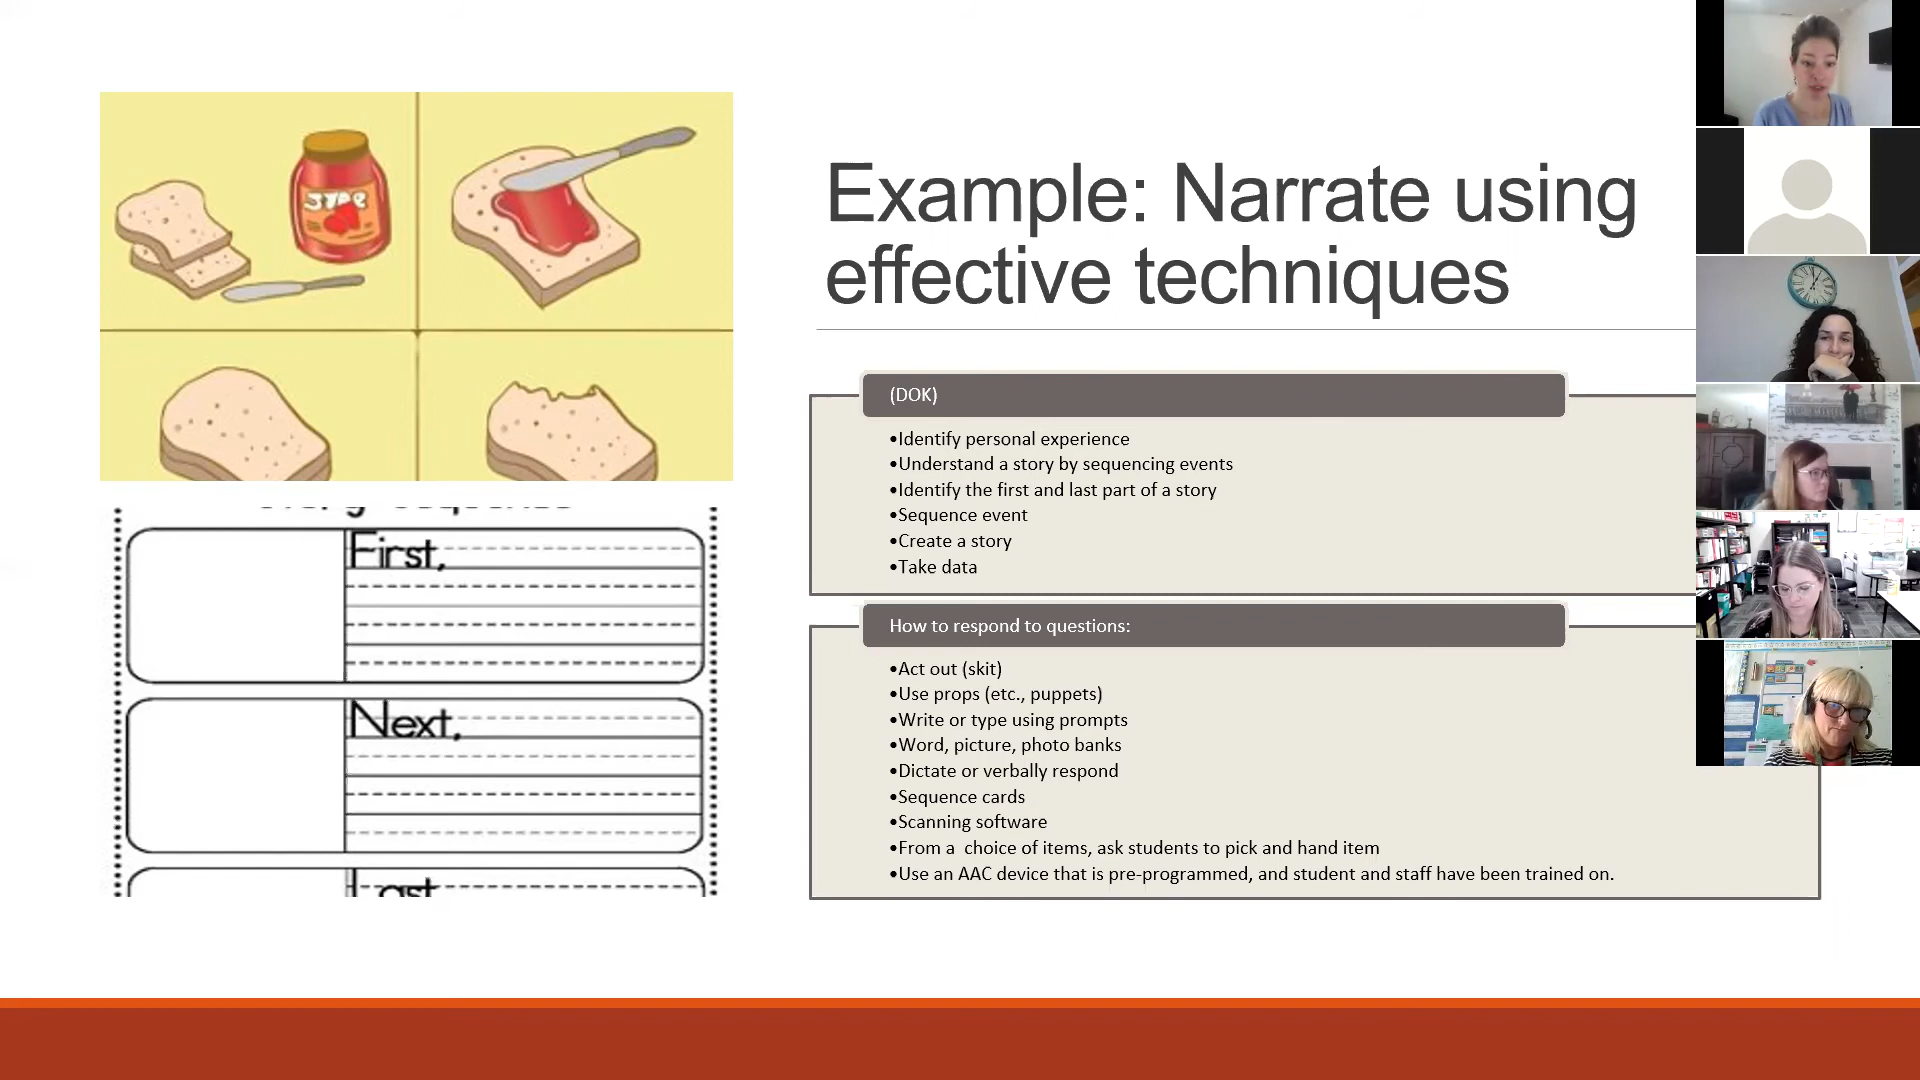 Example: Narrate using
effective techniques
(DOK)
•Identify personal experience
•Understand a story by sequencing events
•Identify the first and last part of a story
•Sequence event
•Create a story
•Take data
How to respond to questions:
•Act out (skit)
•Use props (etc., puppets)
•Write or type using prompts
•Word, picture, photo banks
•Dictate or verbally respond
•Sequence cards
•Scanning software
•From a  choice of items, ask students to pick and hand item
•Use an AAC device that is pre-programmed, and student and staff have been trained on.
First,
Next,
Last